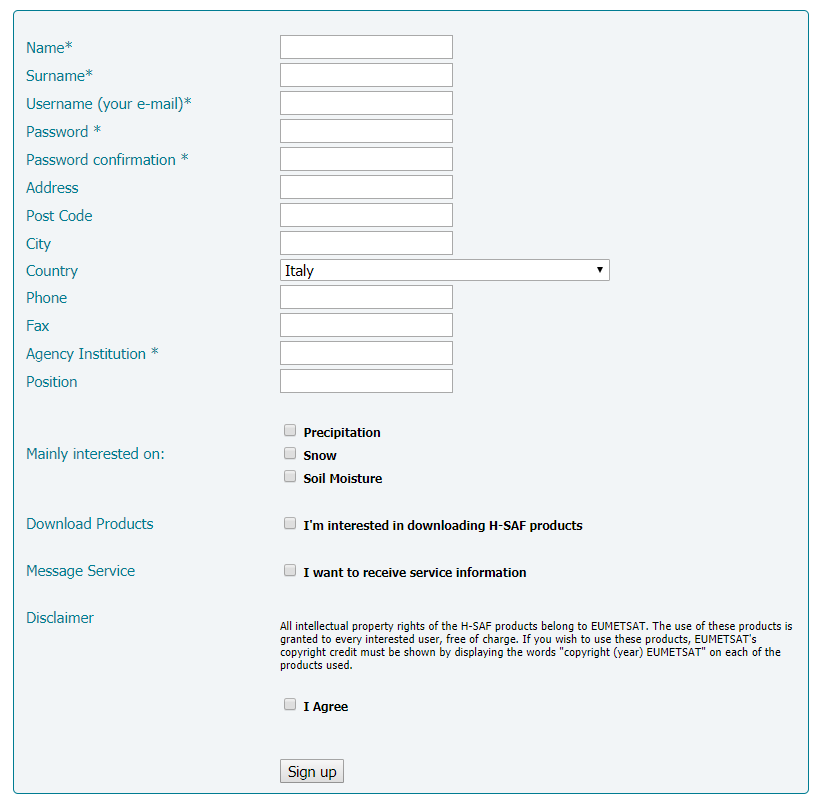 Name*
Surname*
Username (your e-mail)*
Password *
Password confirmation *
Address
Post Code
City
Country Italy
Phone
Fax
Agency Institution *
Position
Mainly interested on:
Precipitation
Snow
Soil Moisture
Download Products I'm interested in downloading H-SAF products
Message Service I want to receive service information
Disclaimer
All intellectual property rights of the H-SAF products belong to EUMETSAT. The use of these products is
granted to every interested user, free of charge. If you wish to use these products, EUMETSAT's
copyright credit must be shown by displaying the words "copyright (year) EUMETSAT" on each of the
products used.
I Agree
Sign up